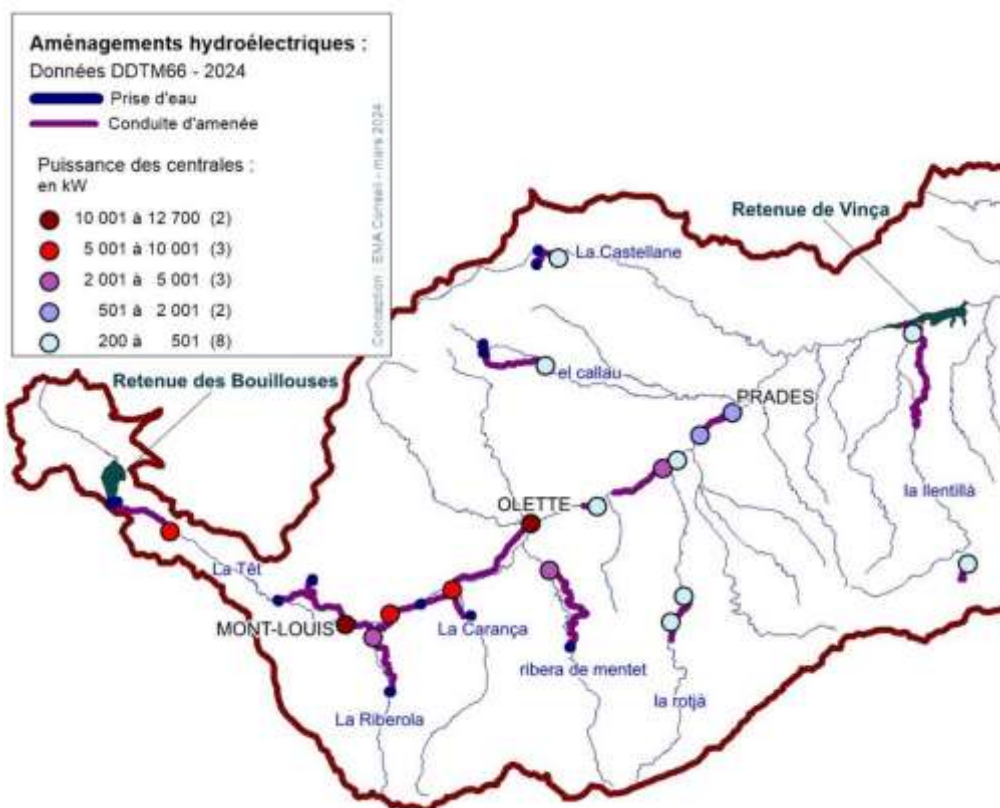 Aménagements hydroélectriques :
Données DDTM66 - 2024
Prise d'eau
Conduite d'amenée
Puissance des centrales :
en kW
10 001 à 12 700 (2)
5 001 à 10 001 (3)
2 001 à 5 001 (3)
501 à 2 001 (2)
200 à 501 (8)
Conception : EMA Conseil - mars 2024
Retenue de Vinça
La Castellane
el callau
Retenue des Bouillouses
PRADES
la llentillà
OLETTE
La Têt
MONT-LOUIS
La Carança
ribera de mentet
la rotjà
La Riberola